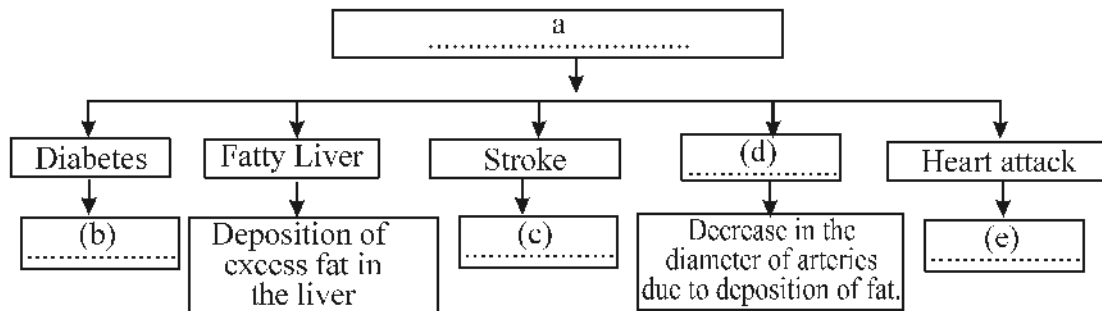 a
..............................
Diabetes
Fatty Liver
Stroke
(d)
..................
Heart attack
(b)
..................
Deposition of
excess fat in
the liver
(c)
..................
Decrease in the
diameter of arteries
due to deposition of fat.
(e)
..................